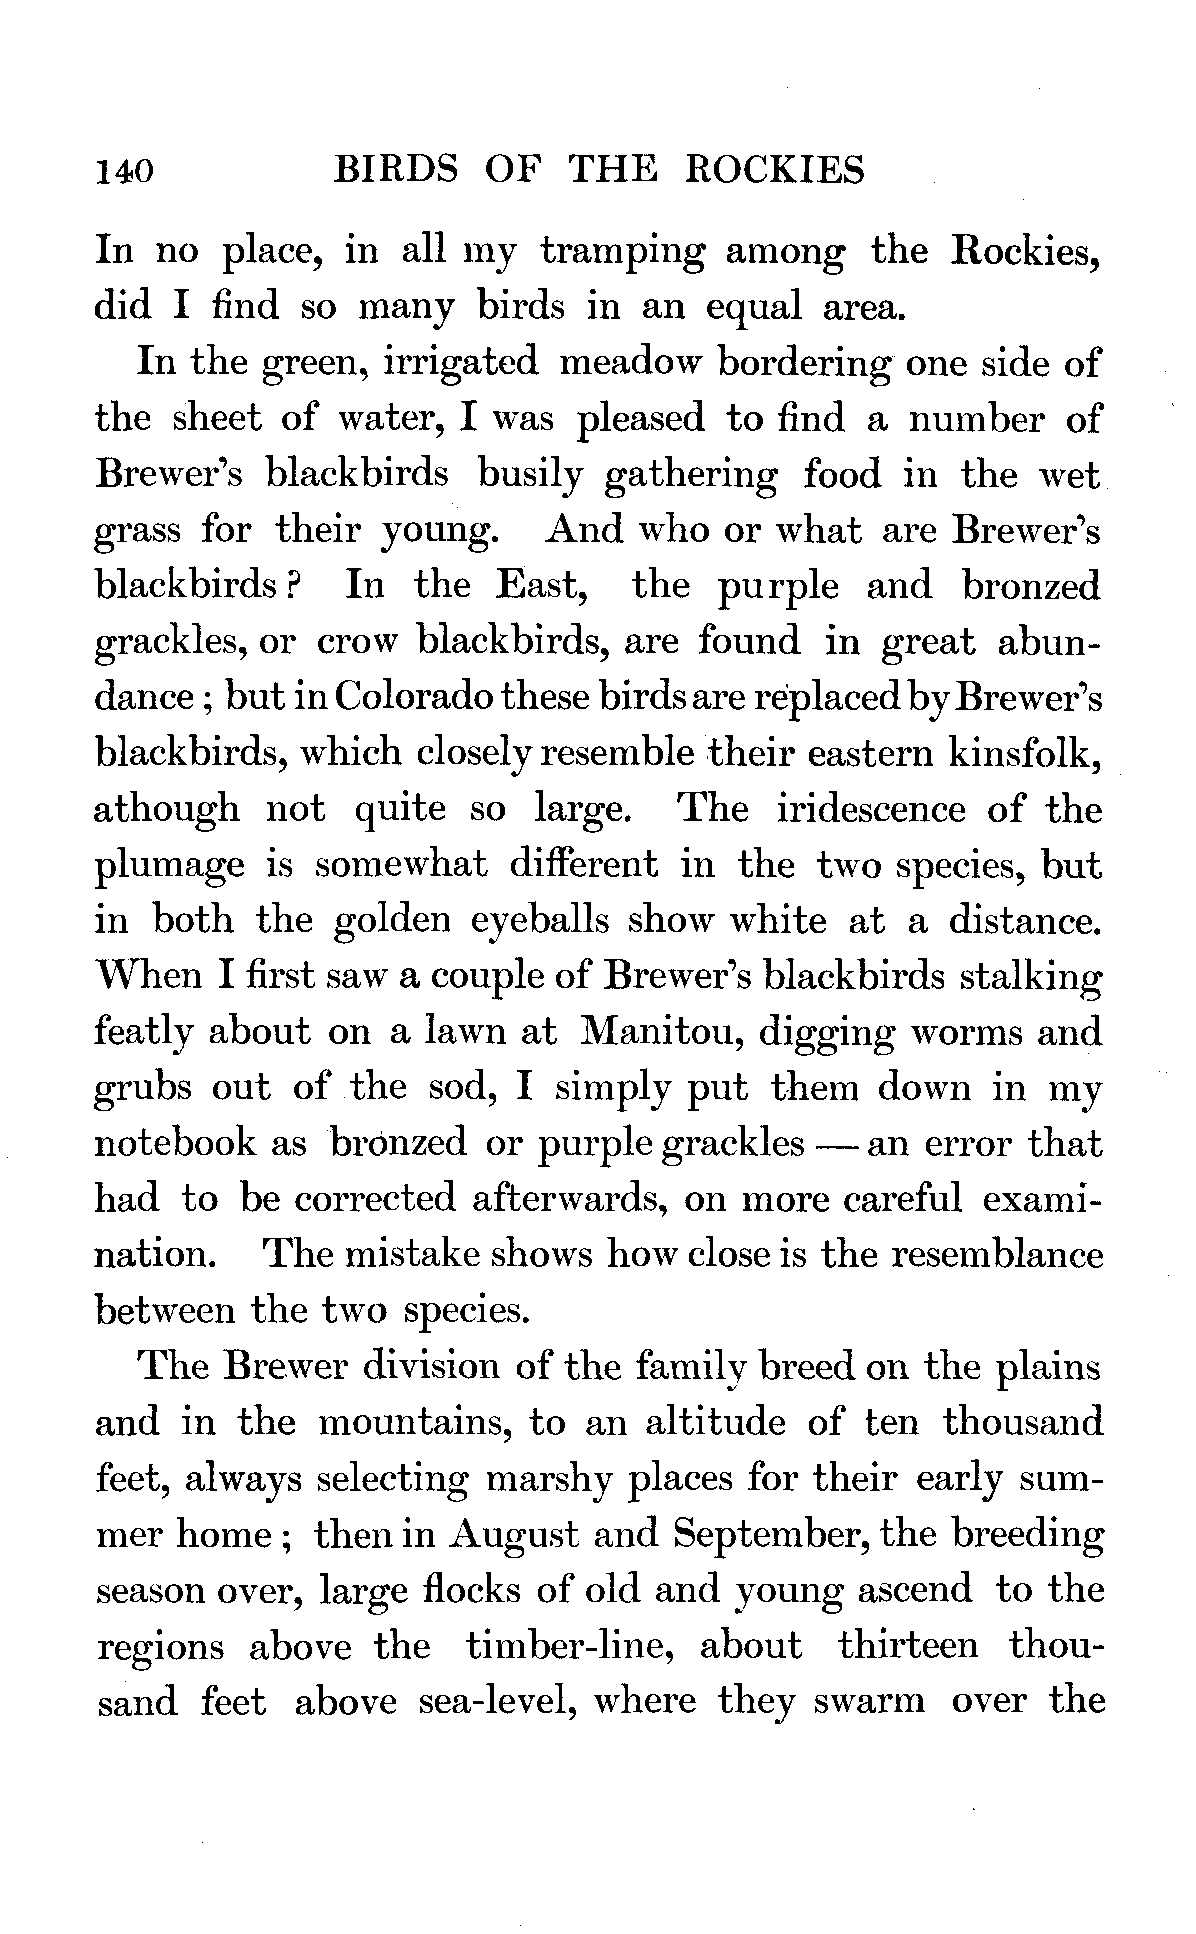 140 BIRDS OF THE ROCKIES
In no place, in all my tramping among the Rockies,
did I find so many birds in an equal area.
In the green, irrigated meadow bordering one side of
the sheet of water, I was pleased to find a number of
Brewer's blackbirds busily gathering food in the wet
grass for their young. And who or what are Brewer's
blackbirds? In the East, the purple and bronzed
grackles, or crow blackbirds, are found in great abun-
dance; but in Colorado these birds are replaced by Brewer's
blackbirds, which closely resemble their eastern kinsfolk,
athough not quite so large. The iridescence of the
plumage is somewhat different in the two species, but
in both the golden eyeballs show white at a distance.
When I first saw a couple of Brewer's blackbirds stalking
featly about on a lawn at Manitou, digging worms and
grubs out of the sod, I simply put them down in my
notebook as bronzed or purple grackles — an error that
had to be corrected afterwards, on more careful exami-
nation. The mistake shows how close is the resemblance
between the two species.
The Brewer division of the family breed on the plains
and in the mountains, to an altitude of ten thousand
feet, always selecting marshy places for their early sum-
mer home; then in August and September, the breeding
season over, large flocks of old and young ascend to the
regions above the timber-line, about thirteen thou-
sand feet above sea-level, where they swarm over the